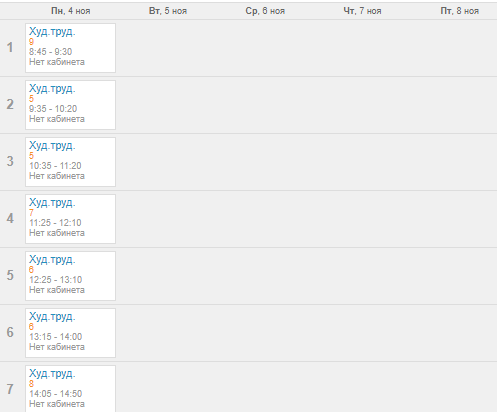 Пн, 4 ноя Вт, 5 ноя Ср, 6 ноя Чт, 7 ноя Пт, 8 ноя
1
Худ.труд.
9
8:45 - 9:30
Нет кабинета
2
Худ.труд.
5
9:35 - 10:20
Нет кабинета
3
Худ.труд.
5
10:35 - 11:20
Нет кабинета
4
Худ.труд.
7
11:25 - 12:10
Нет кабинета
5
Худ.труд.
6
12:25 - 13:10
Нет кабинета
6
Худ.труд.
6
13:15 - 14:00
Нет кабинета
7
Худ.труд.
8
14:05 - 14:50
Нет кабинета